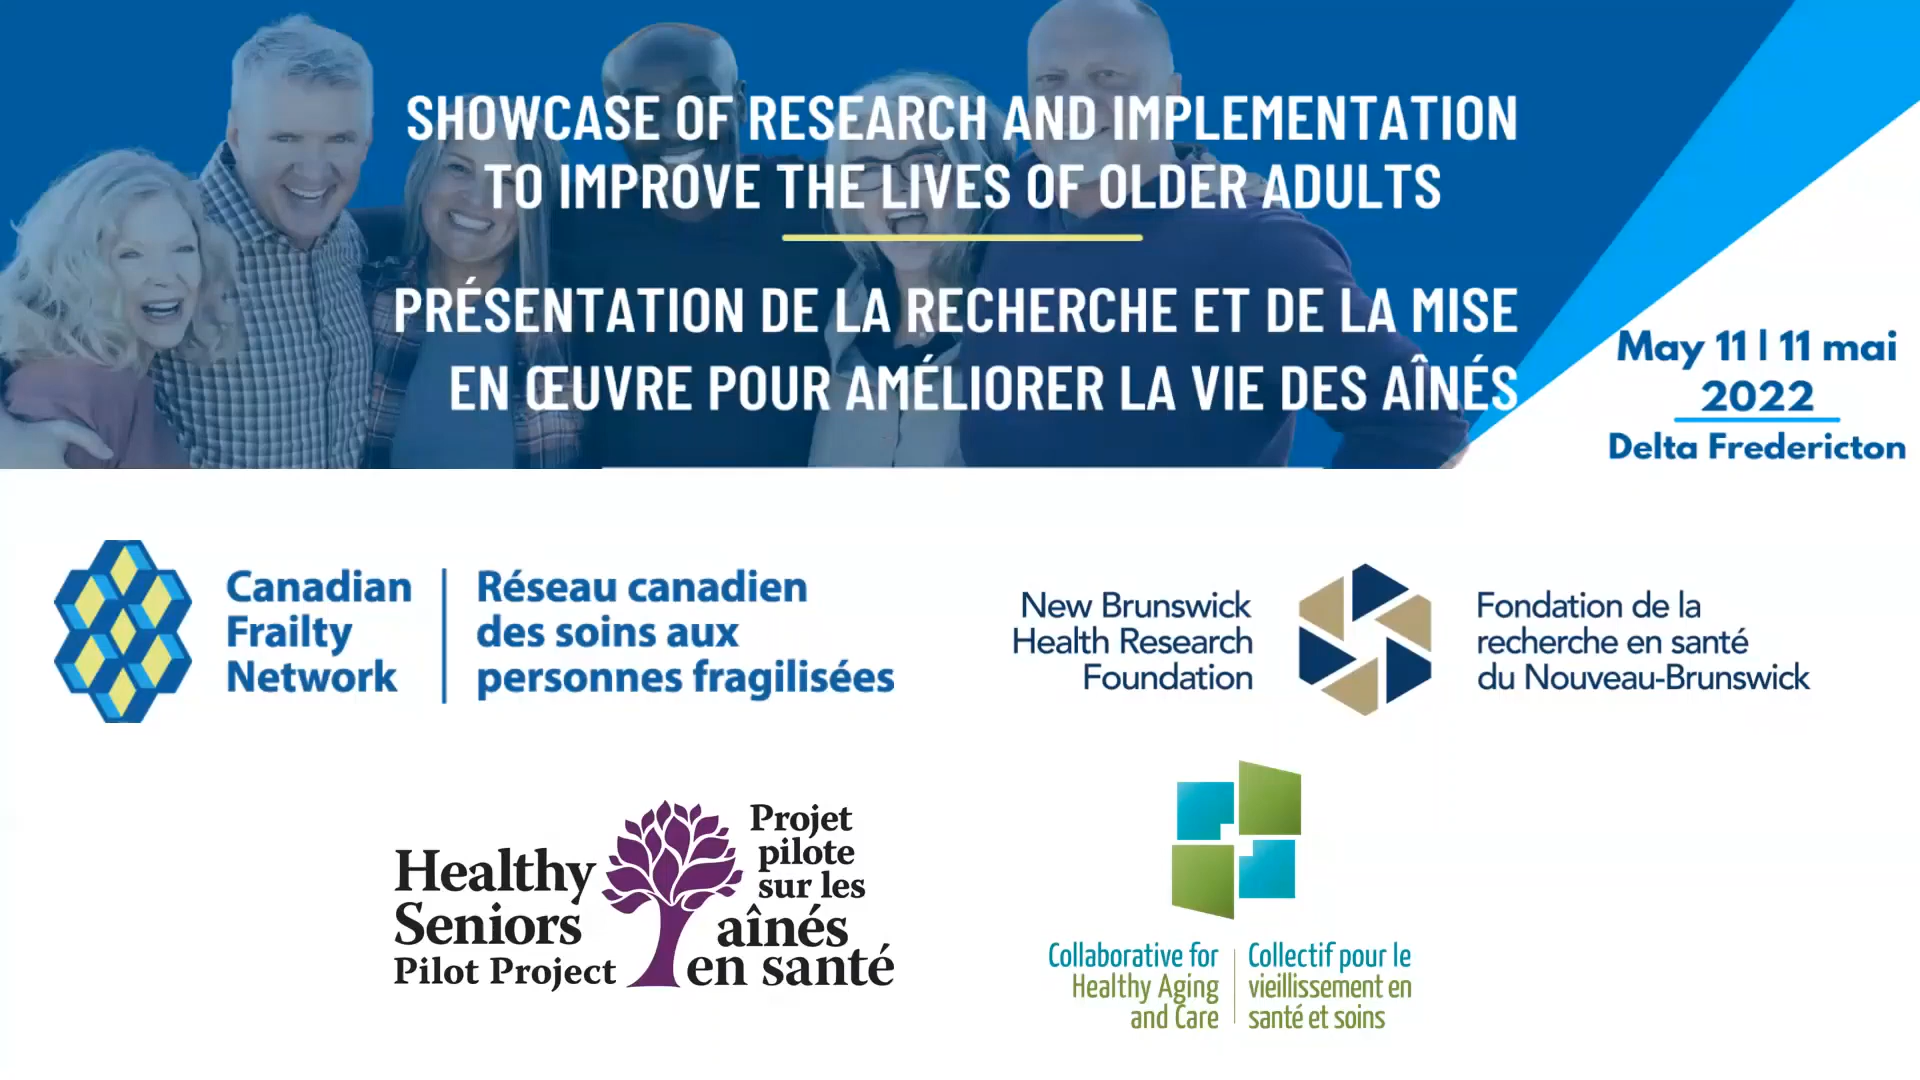 SHOWCASE OF RESEARCH AND IMPLEMENTATION
TO IMPROVE THE LIVES OF OLDER ADULTS
PRÉSENTATION DE LA RECHERCHE ET DE LA MISE
EN ŒUVRE POUR AMÉLIORER LA VIE DES AÎNÉS
May 11 | 11 mai
2022
Delta Fredericton
Canadian
Frailty
Network
Réseau canadien
des soins aux
personnes fragilisées
New Brunswick
Health Research
Foundation
Fondation de la
recherche en santé
du Nouveau-Brunswick
Healthy
Seniors
Pilot Project
Projet
pilote
sur les
aînés
en santé
Collaborative for
Healthy Aging
and Care
Collectif pour le
vieillissement en
santé et soins